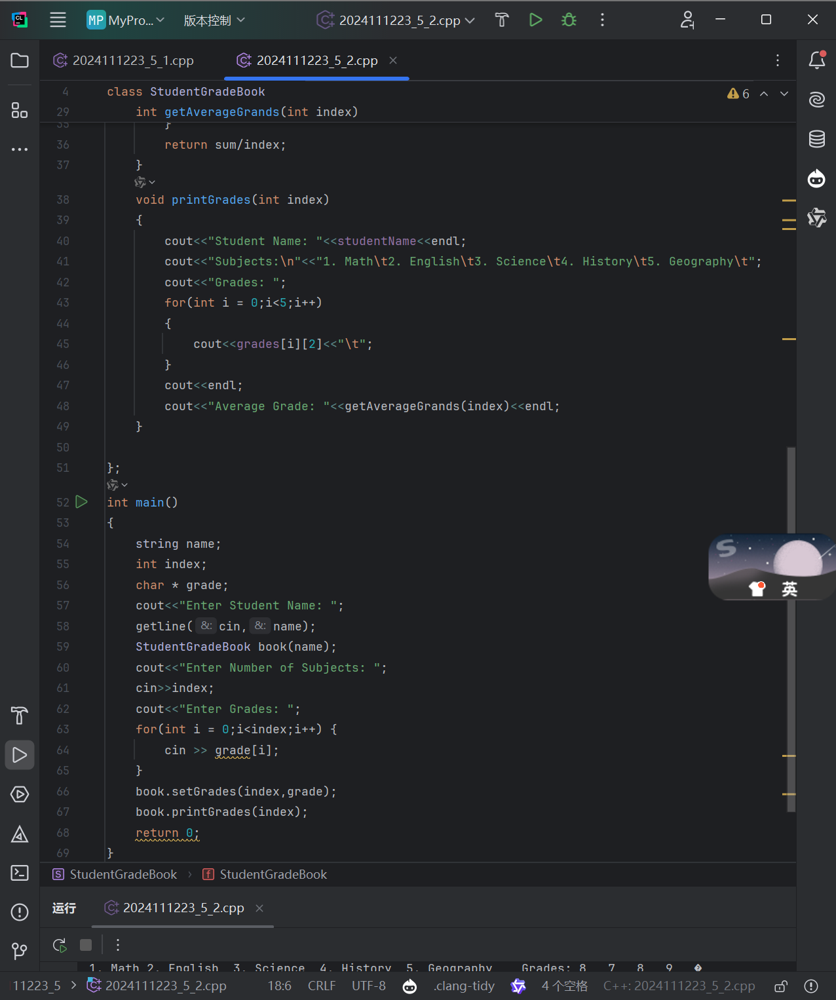 MP MyPro... 版本控制 2024111223_5_2.cpp
2024111223_5_1.cpp 2024111223_5_2.cpp
4 class StudentGradeBook 6
29 int getAverageGrands(int index)
35 }
36 return sum/index;
37 }
38 void printGrades(int index)
39 {
40 cout<<"Student Name: "<<studentName<<endl;
41 cout<<"Subjects:\n"<<"1. Math\t2. English\t3. Science\t4. History\t5. Geography\t";
42 cout<<"Grades: ";
43 for(int i = 0;i<5;i++)
44 {
45 cout<<grades[i][2]<<"\t";
46 }
47 cout<<endl;
48 cout<<"Average Grade: "<<getAverageGrands(index)<<endl;
49 }
50
51 };
52 int main()
53 {
54 string name;
55 int index;
56 char * grade;
57 cout<<"Enter Student Name: ";
58 getline( &: cin, &: name);
59 StudentGradeBook book(name);
60 cout<<"Enter Number of Subjects: ";
61 cin>>index;
62 cout<<"Enter Grades: ";
63 for(int i = 0;i<index;i++) {
64 cin >> grade[i];
65 }
66 book.setGrades(index,grade);
67 book.printGrades(index);
68 return 0;
69 }
英
S StudentGradeBook › f StudentGradeBook
运行 2024111223_5_2.cpp
1. Math 2. English 3. Science 4. History 5. Geography Grades: 8 7 8 9 �
11223_5 > 2024111223_5_2.cpp 18:6 CRLF UTF-8 .clang-tidy 4 个空格 C++: 2024111223_5_2.cpp